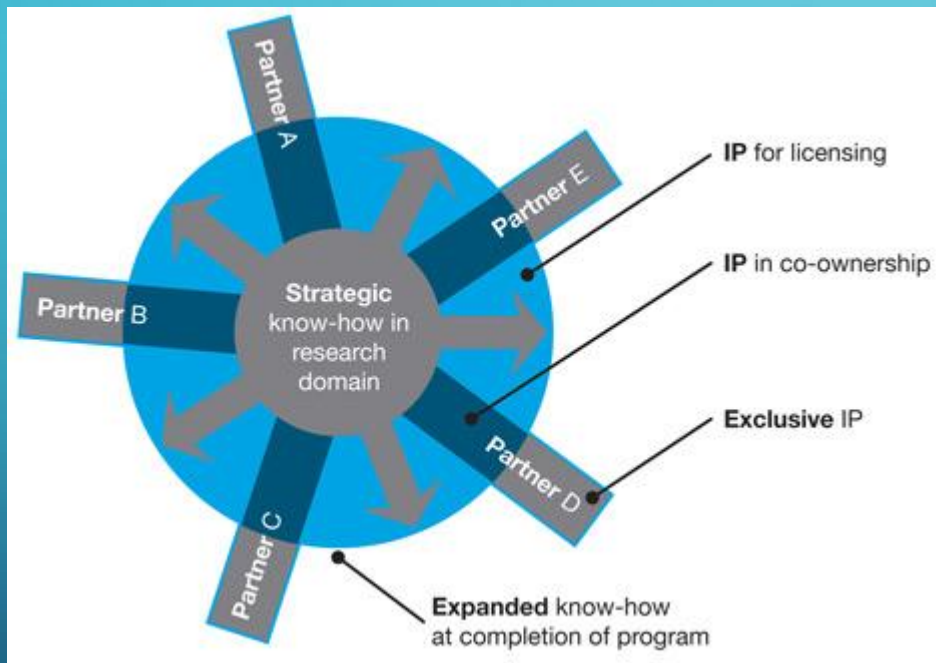 Partner A
Partner E
Partner B
Strategic
know-how in
research
domain
Partner D
Partner C
IP for licensing
IP in co-ownership
Exclusive IP
Expanded know-how
at completion of program